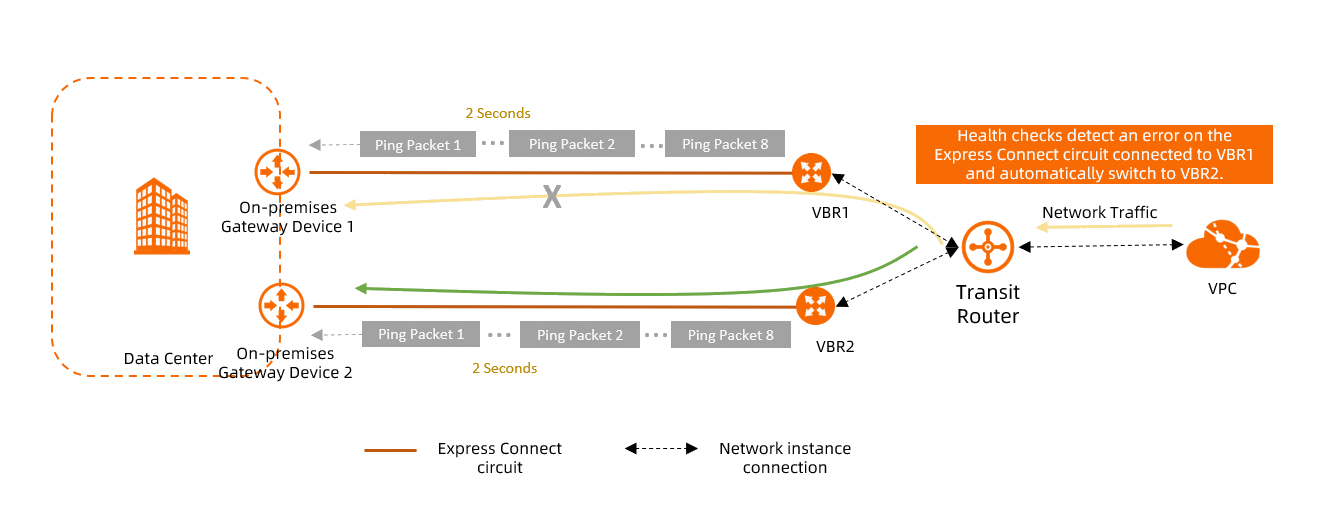 2 Seconds
Ping Packet 1
Ping Packet 2
Ping Packet 8
Health checks detect an error on the
Express Connect circuit connected to VBR1
and automatically switch to VBR2.
On-premises
Gateway Device 1
X
VBR1
Network Traffic
Transit
Router
VPC
Ping Packet 1
Ping Packet 2
Ping Packet 8
VBR2
Data Center
On-premises
Gateway Device 2
2 Seconds
Express Connect
circuit
Network instance
connection